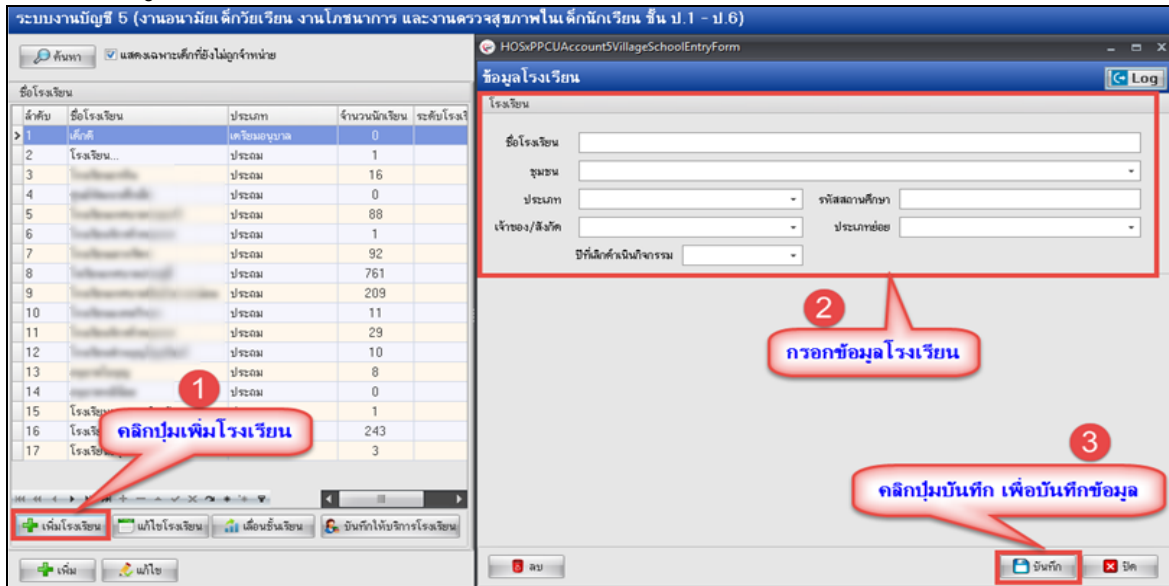 ระบบงานบัญชี 5 (งานอนามัยเด็กวัยเรียน งานโภชนาการ และงานตรวจสุขภาพในเด็กนักเรียน ชั้น ป.1 - ป.6)
ค้นหา แสดงเฉพาะเด็กที่ยังไม่ถูกจำหน่าย
ชื่อโรงเรียน
ลำดับ ชื่อโรงเรียน ประเภท จำนวนนักเรียน ระดับโรงเรี
1 เด็กดี เตรียมอนุบาล 0
2 โรงเรียน... ประถม 1
3 ประถม 16
4 ประถม 0
5 ประถม 88
6 ประถม 1
7 ประถม 92
8 ประถม 761
9 ประถม 209
10 ประถม 11
11 ประถม 29
12 ประถม 10
13 ประถม 8
14 ประถม 0
15 โรงเรียน 1
16 243
17 3
1
คลิกปุ่มเพิ่มโรงเรียน
เพิ่มโรงเรียน แก้ไขโรงเรียน เลื่อนชั้นเรียน บันทึกให้บริการโรงเรียน
เพิ่ม แก้ไข
HOSxPPCUAccount5VillageSchoolEntryForm
ข้อมูลโรงเรียน Log
โรงเรียน
ชื่อโรงเรียน
ชุมชน
ประเภท รหัสสถานศึกษา
เจ้าของ/สังกัด ประเภทย่อย
ปีที่เลิกดำเนินกิจกรรม
2
กรอกข้อมูลโรงเรียน
3
คลิกปุ่มบันทึก เพื่อบันทึกข้อมูล
ลบ บันทึก ปิด